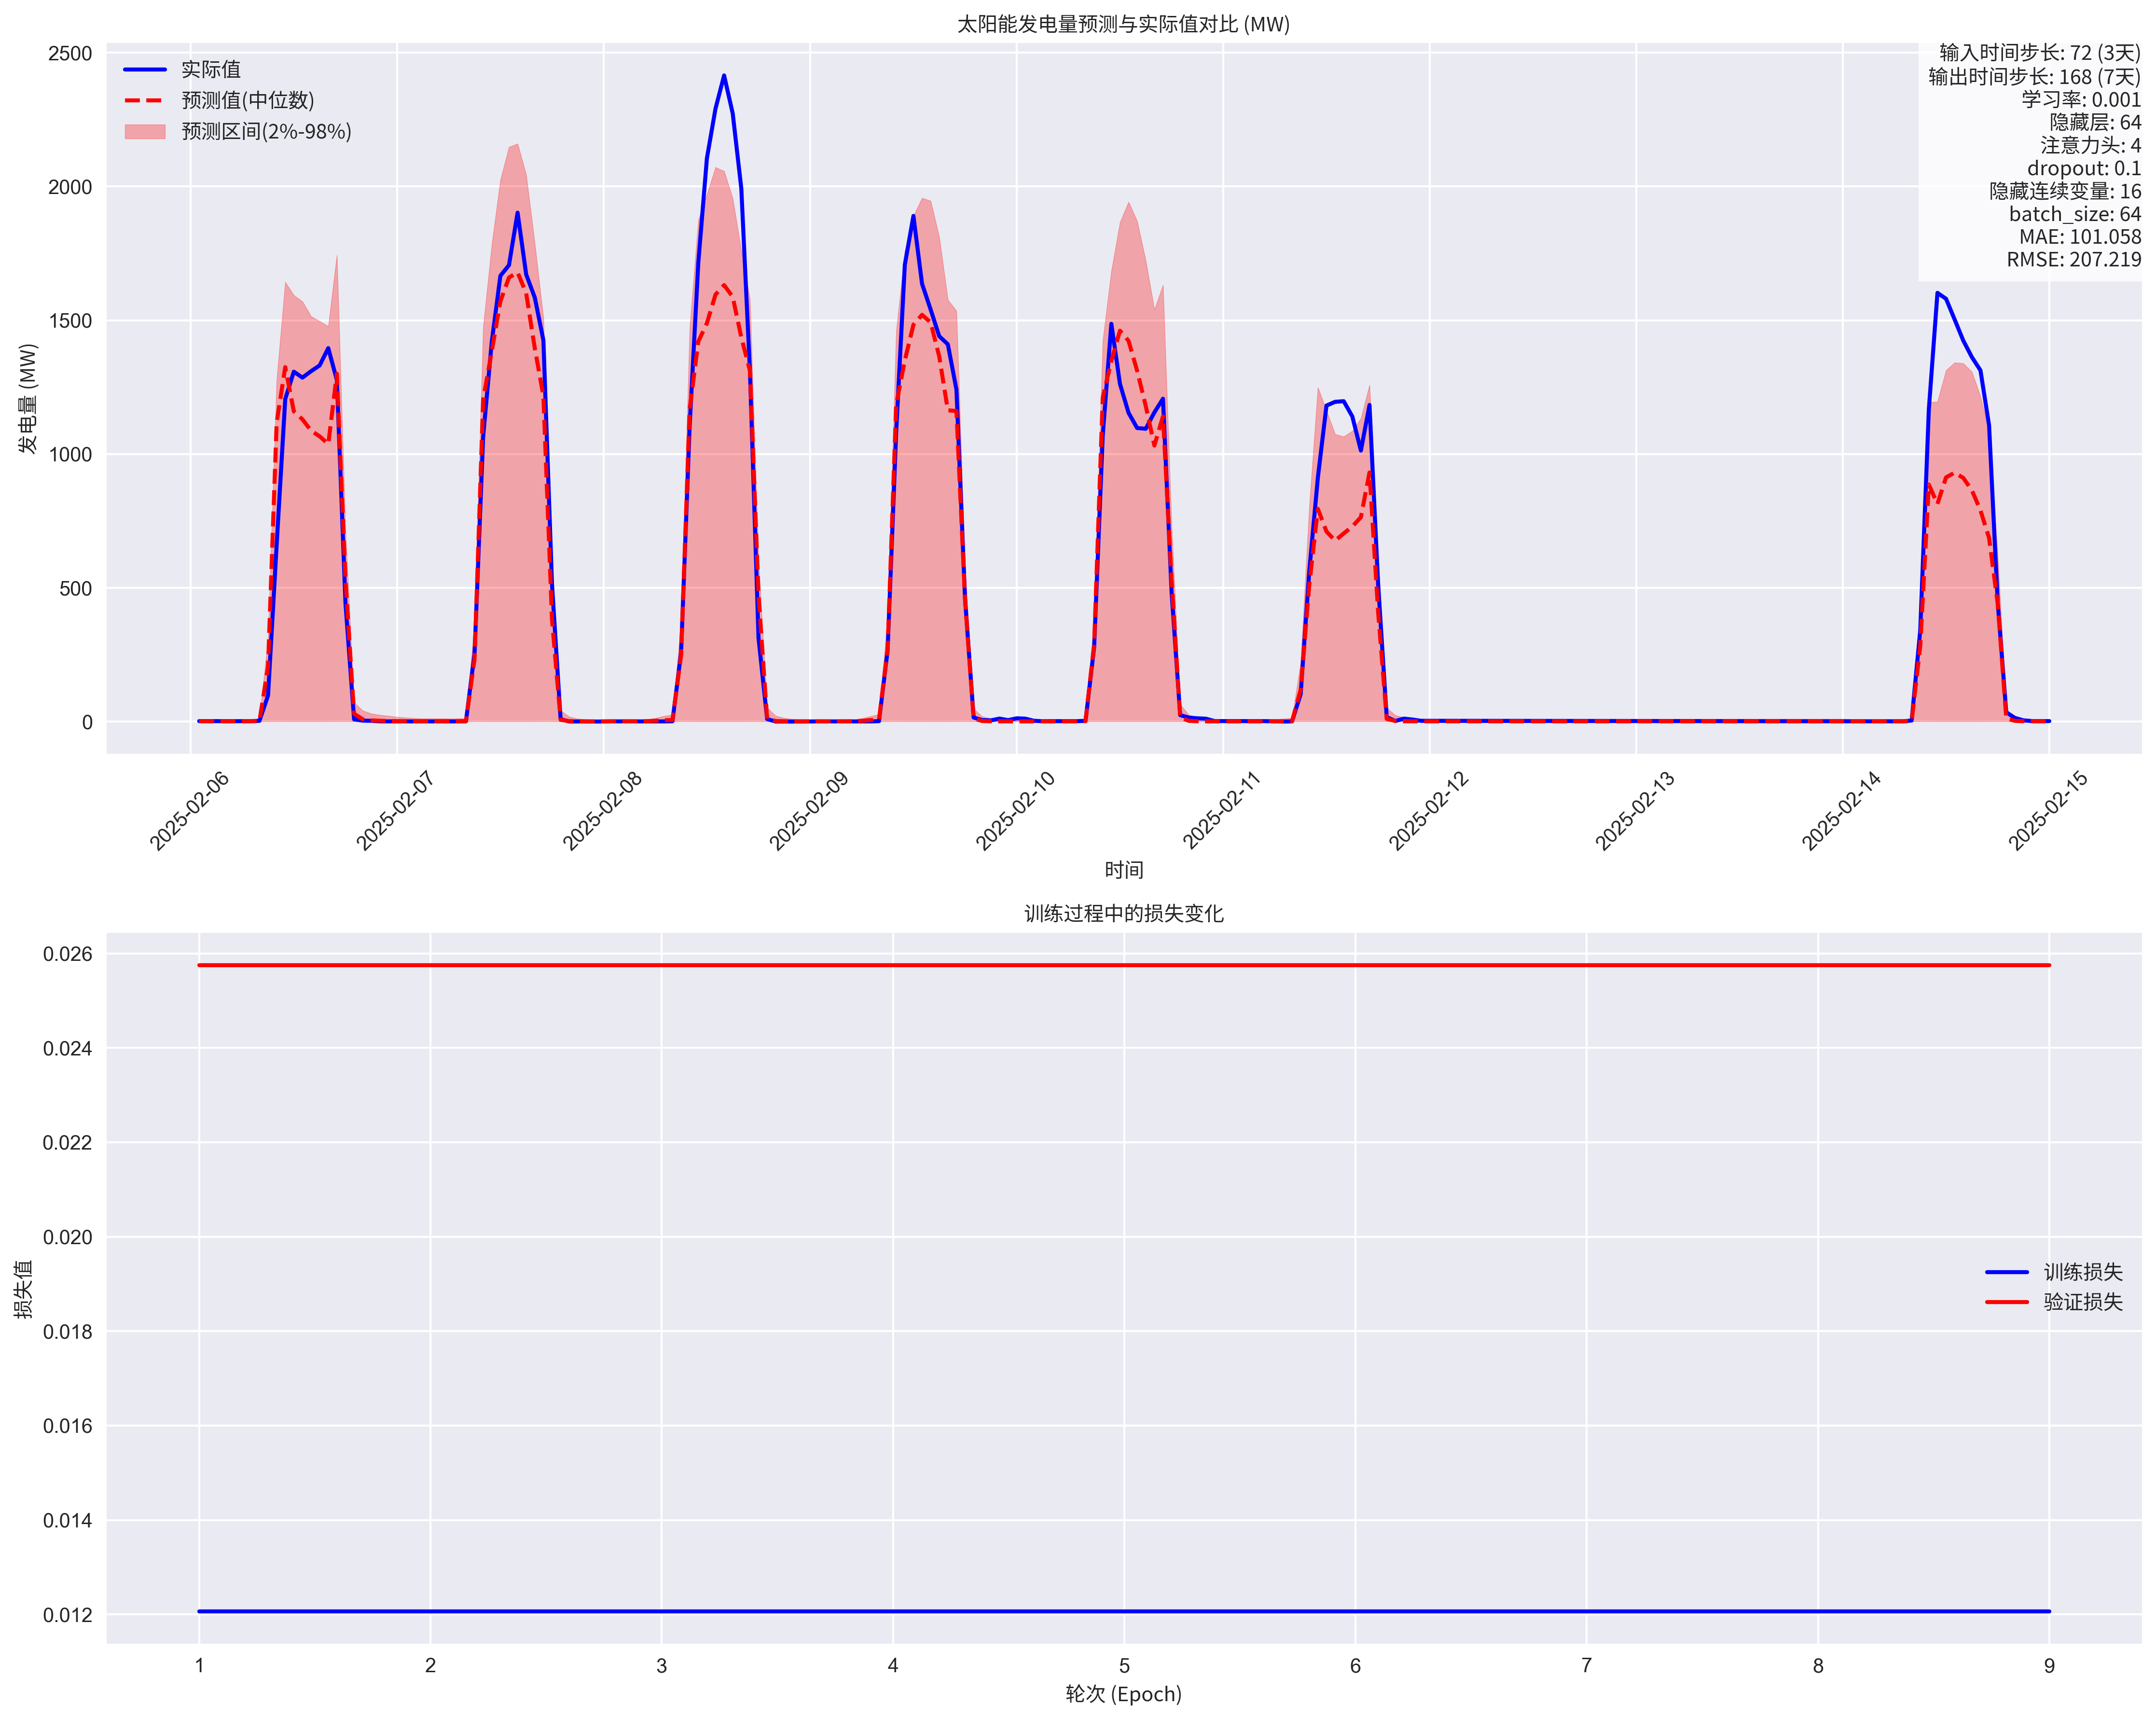 太阳能发电量预测与实际值对比 (MW)
实际值
预测值(中位数)
预测区间(2%-98%)
输入时间步长: 72 (3天)
输出时间步长: 168 (7天)
学习率: 0.001
隐藏层: 64
注意力头: 4
dropout: 0.1
隐藏连续变量: 16
batch_size: 64
MAE: 101.058
RMSE: 207.219
发电量 (MW)
2500
2000
1500
1000
500
0
2025-02-06
2025-02-07
2025-02-08
2025-02-09
2025-02-10
2025-02-11
2025-02-12
2025-02-13
2025-02-14
2025-02-15
时间
训练过程中的损失变化
损失值
0.026
0.024
0.022
0.020
0.018
0.016
0.014
0.012
训练损失
验证损失
1 2 3 4 5 6 7 8 9
轮次 (Epoch)